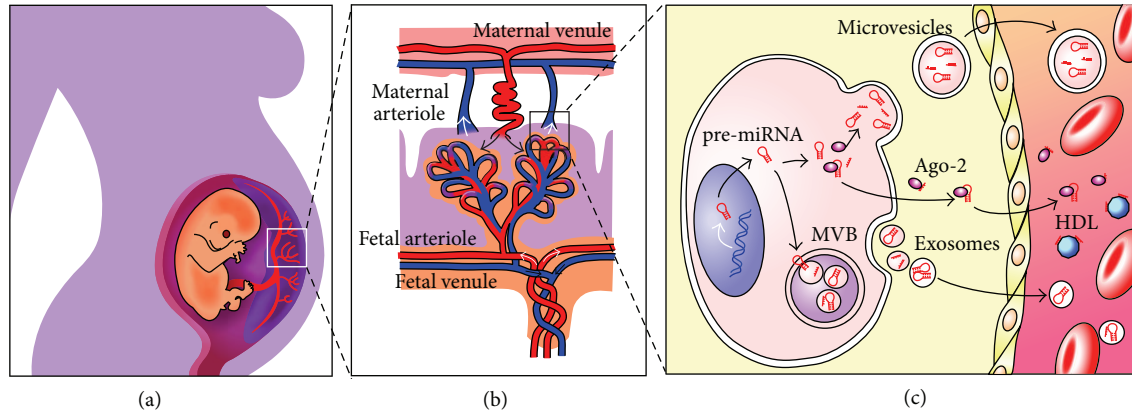 Maternal venule
Maternal
arteriole
Fetal arteriole
Fetal venule
Microvesicles
pre-miRNA
Ago-2
HDL
MVB
Exosomes
(a)
(b)
(c)